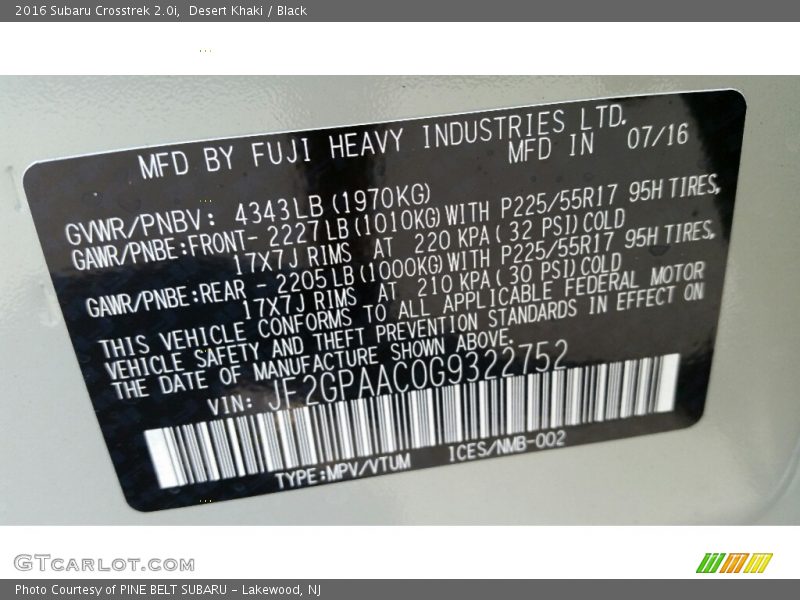 2016 Subaru Crosstrek 2.0i, Desert Khaki / Black
MFD BY FUJI HEAVY INDUSTRIES LTD.
MFD IN 07/16
GVWR/PNBV: 4343LB(1970KG)
GAWR/PNBE:FRONT- 2227LB(1010KG)WITH P225/55R17 95H TIRES,
17X7J RIMS AT 220 KPA( 32 PSI)COLD
GAWR/PNBE:REAR - 2205LB(1000KG)WITH P225/55R17 95H TIRES,
17X7J RIMS AT 210 KPA( 30 PSI)COLD
THIS VEHICLE CONFORMS TO ALL APPLICABLE FEDERAL MOTOR
VEHICLE SAFETY AND THEFT PREVENTION STANDARDS IN EFFECT ON
THE DATE OF MANUFACTURE SHOWN ABOVE.
VIN: JF2GPAAC0G9322752
TYPE:MPV/VTUM ICES/NMB-002
GTCarlot.com
Photo Courtesy of PINE BELT SUBARU - Lakewood, NJ